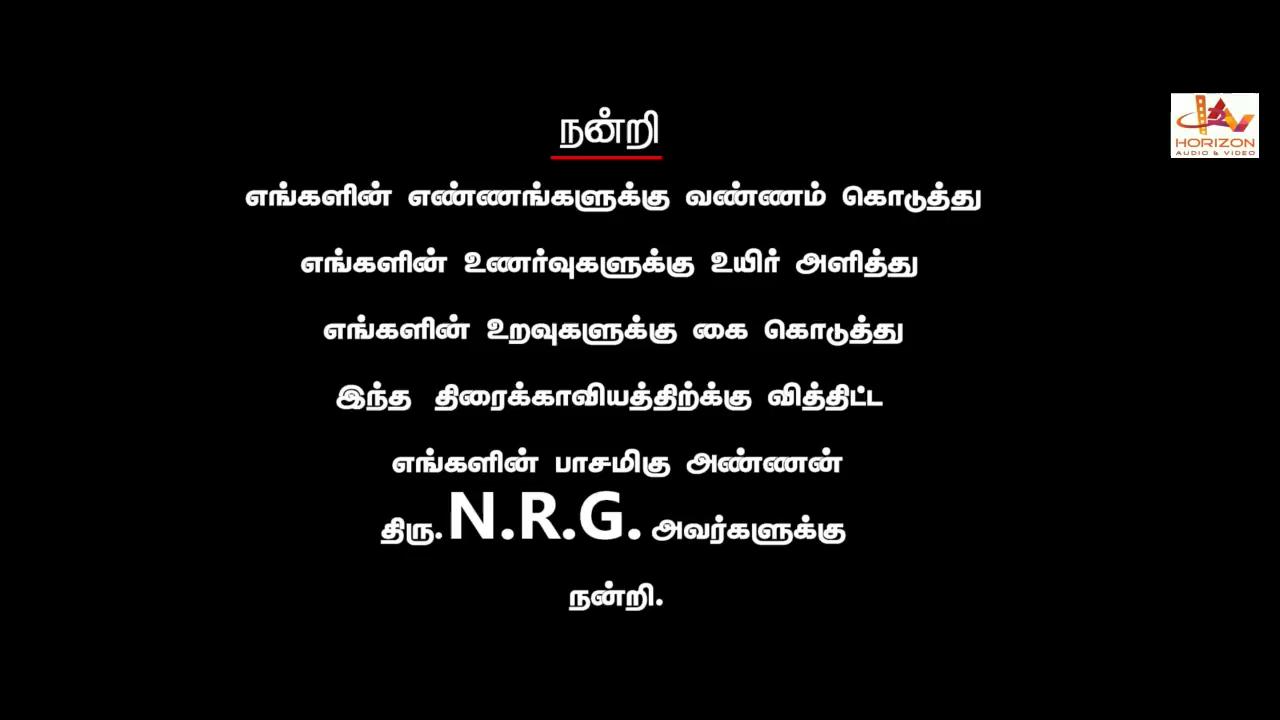 நன்றி
HORIZON
AUDIO & VIDEO
எங்களின் எண்ணங்களுக்கு வண்ணம் கொடுத்து
எங்களின் உணர்வுகளுக்கு உயிர் அளித்து
எங்களின் உறவுகளுக்கு கை கொடுத்து
இந்த திரைக்காவியத்திற்க்கு வித்திட்ட
எங்களின் பாசமிகு அண்ணன்
திரு. N.R.G. அவர்களுக்கு
நன்றி.